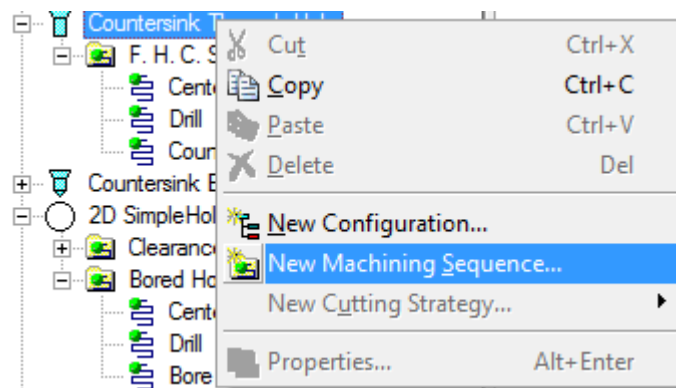 Countersink T
F. H. C. S
Cente
Drill
Coun
Countersink B
2D SimpleHol
Clearance
Bored Ho
Cente
Drill
Bore
Cut Ctrl+X
Copy Ctrl+C
Paste Ctrl+V
Delete Del
New Configuration...
New Machining Sequence...
New Cutting Strategy...
Properties... Alt+Enter